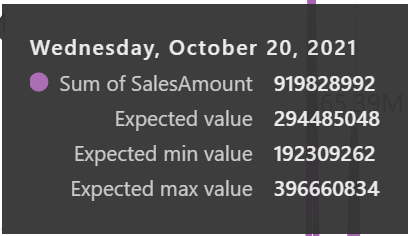 Wednesday, October 20, 2021
Sum of SalesAmount 919828992
Expected value 294485048
Expected min value 192309262
Expected max value 396660834